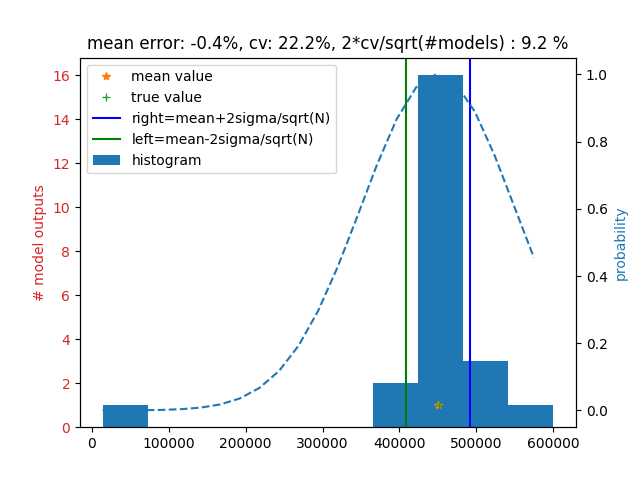 mean error: -0.4%, cv: 22.2%, 2*cv/sqrt(#models) : 9.2 %
mean value
true value
right=mean+2sigma/sqrt(N)
left=mean-2sigma/sqrt(N)
histogram
# model outputs
16
14
12
10
8
6
4
2
0
1.0
0.8
0.6
0.4
0.2
0.0
probability
0
100000
200000
300000
400000
500000
600000